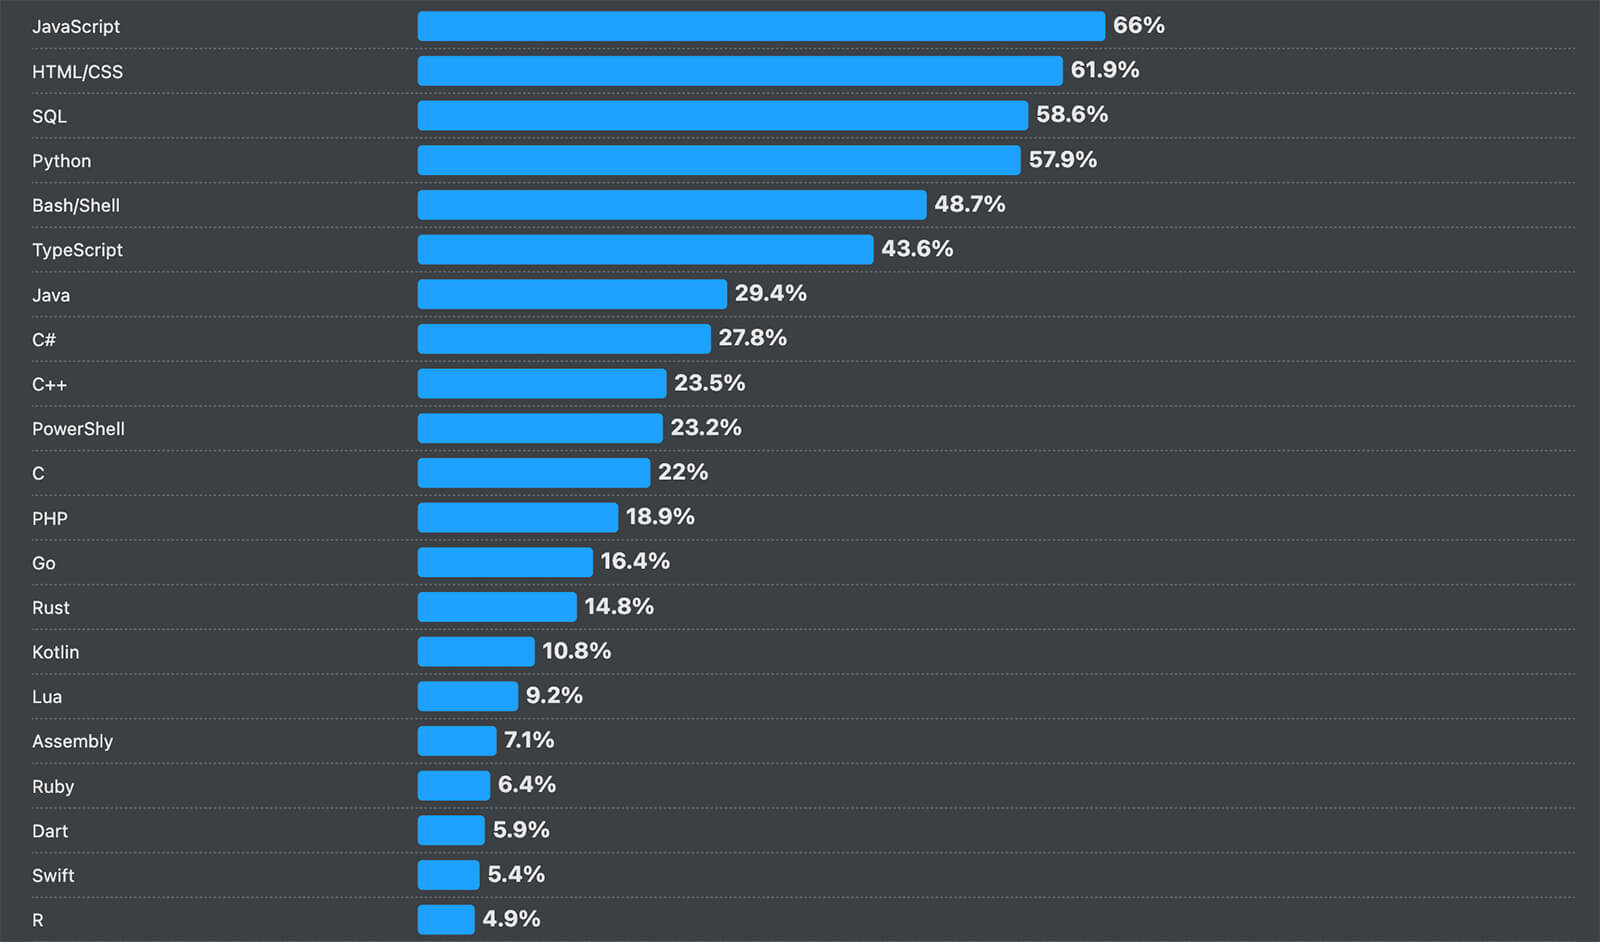 JavaScript 66%
HTML/CSS 61.9%
SQL 58.6%
Python 57.9%
Bash/Shell 48.7%
TypeScript 43.6%
Java 29.4%
C# 27.8%
C++ 23.5%
PowerShell 23.2%
C 22%
PHP 18.9%
Go 16.4%
Rust 14.8%
Kotlin 10.8%
Lua 9.2%
Assembly 7.1%
Ruby 6.4%
Dart 5.9%
Swift 5.4%
R 4.9%